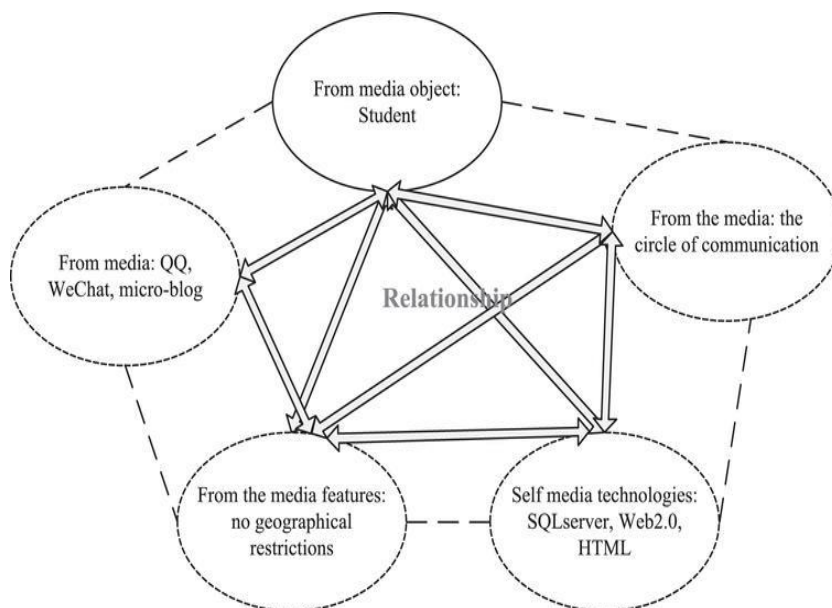 From media object:
Student
From media: QQ,
WeChat, micro-blog
From the media: the
circle of communication
Relationship
From the media features:
no geographical
restrictions
Self media technologies:
SQLserver, Web2.0,
HTML